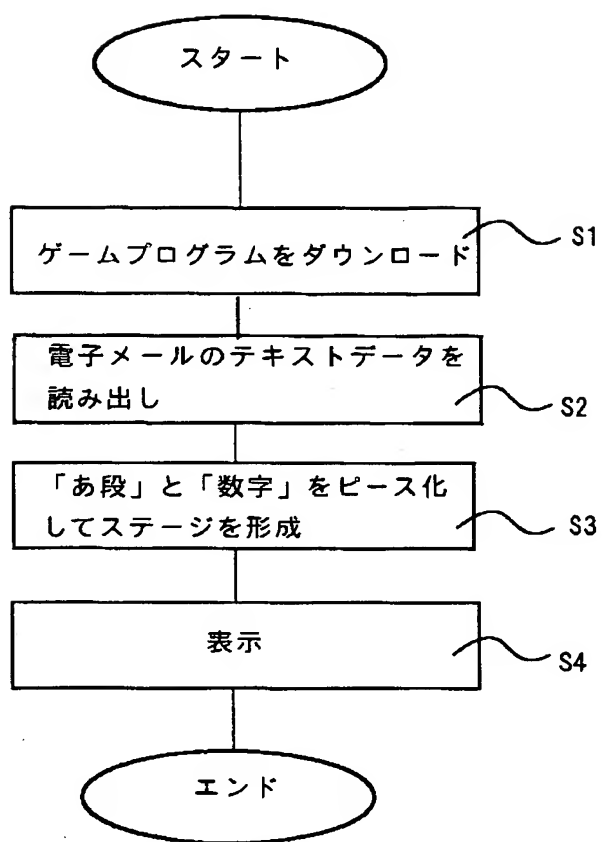 スタート
ゲームプログラムをダウンロード
S1
電子メールのテキストデータを
読み出し
S2
「あ段」と「数字」をピース化
してステージを形成
S3
表示
S4
エンド